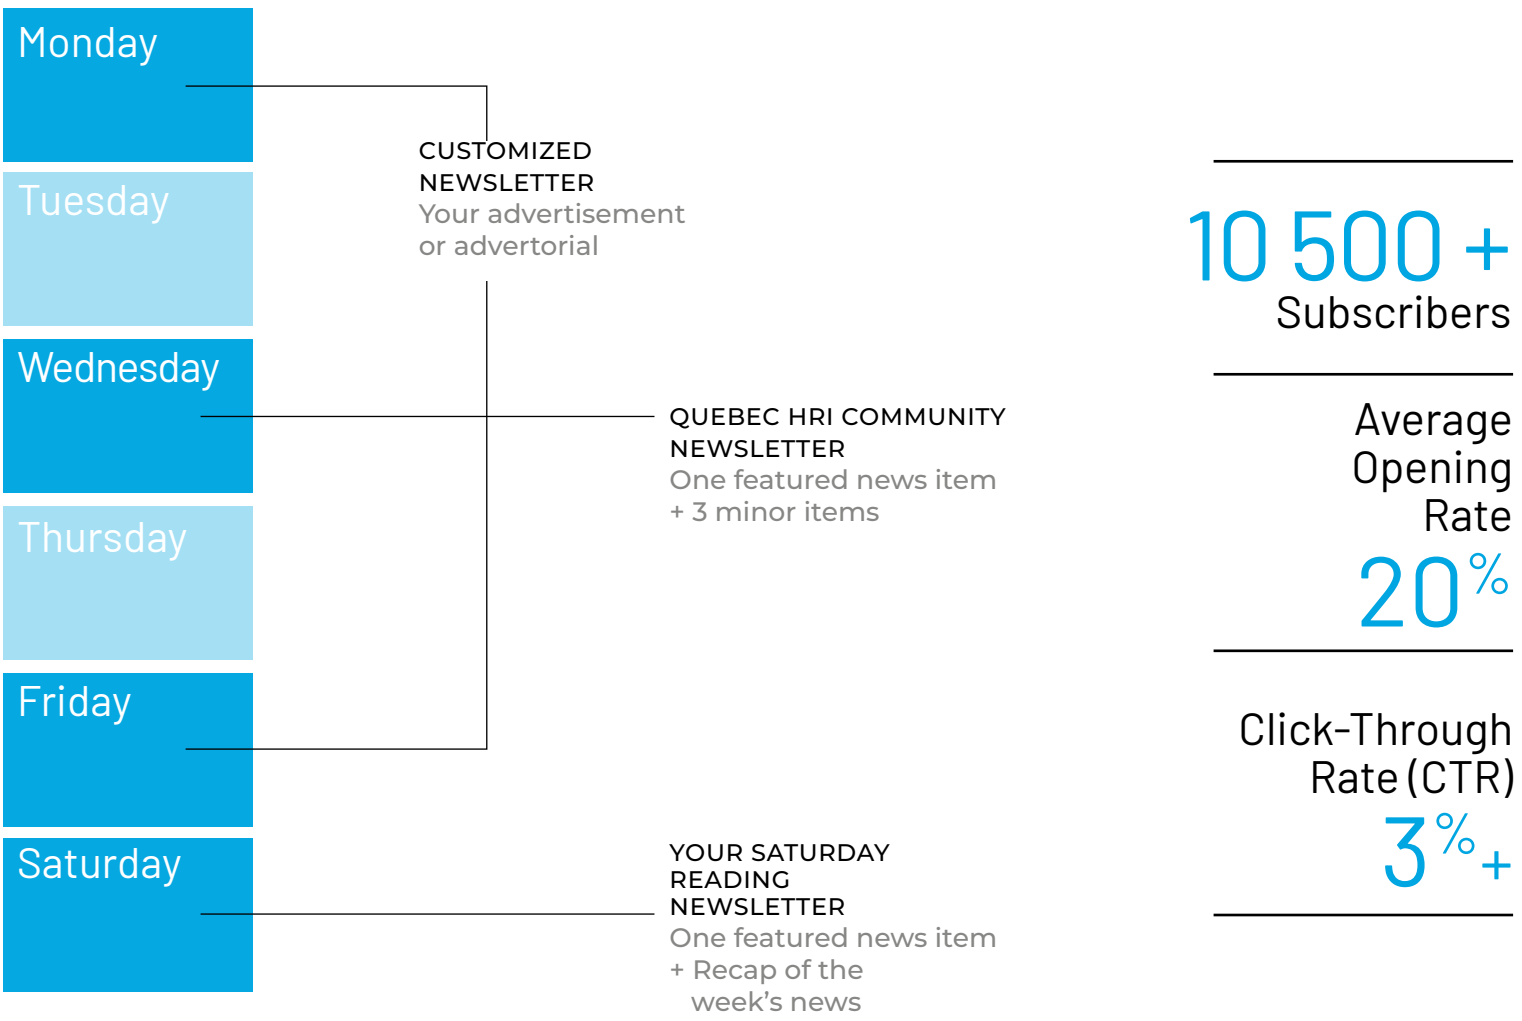 Monday
CUSTOMIZED
NEWSLETTER
Your advertisement
or advertorial
Tuesday
Wednesday
QUEBEC HRI COMMUNITY
NEWSLETTER
One featured news item
+ 3 minor items
Thursday
Friday
Saturday
YOUR SATURDAY
READING
NEWSLETTER
One featured news item
+ Recap of the
week’s news
10 500 +
Subscribers
Average
Opening
Rate
20%
Click-Through
Rate (CTR)
3%+